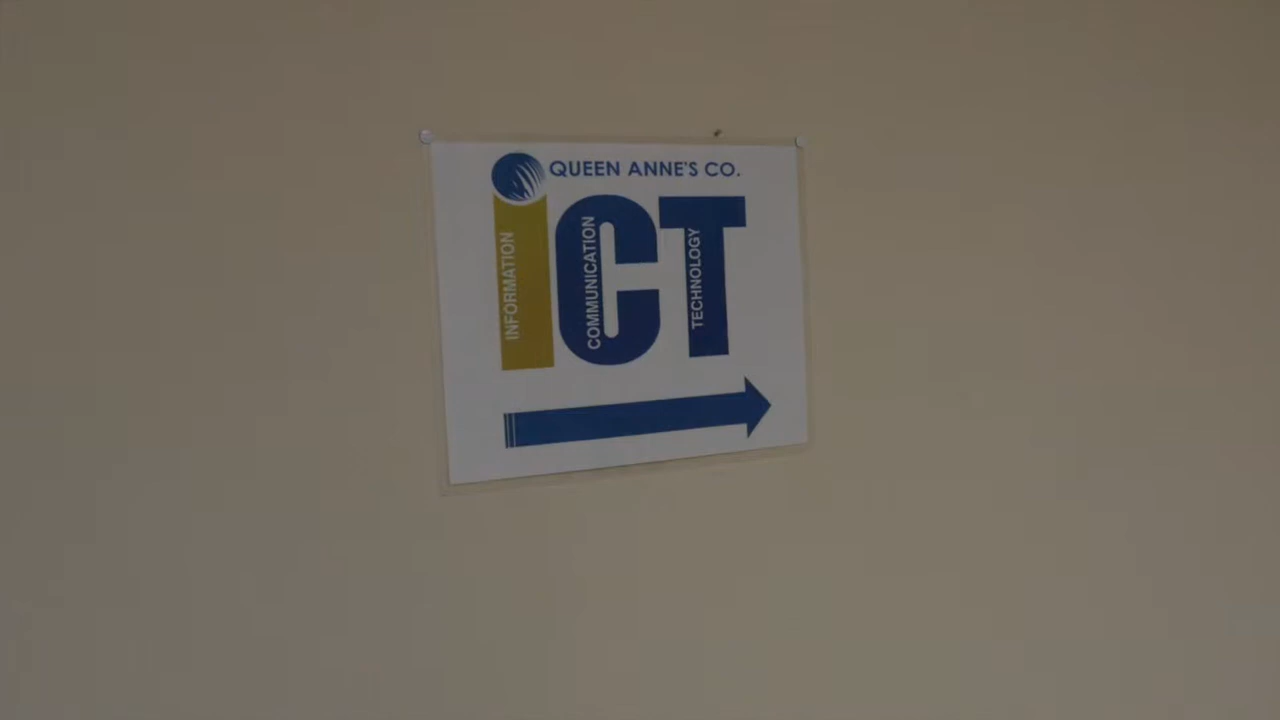 QUEEN ANNE'S CO.
iCT
INFORMATION
COMMUNICATION
TECHNOLOGY